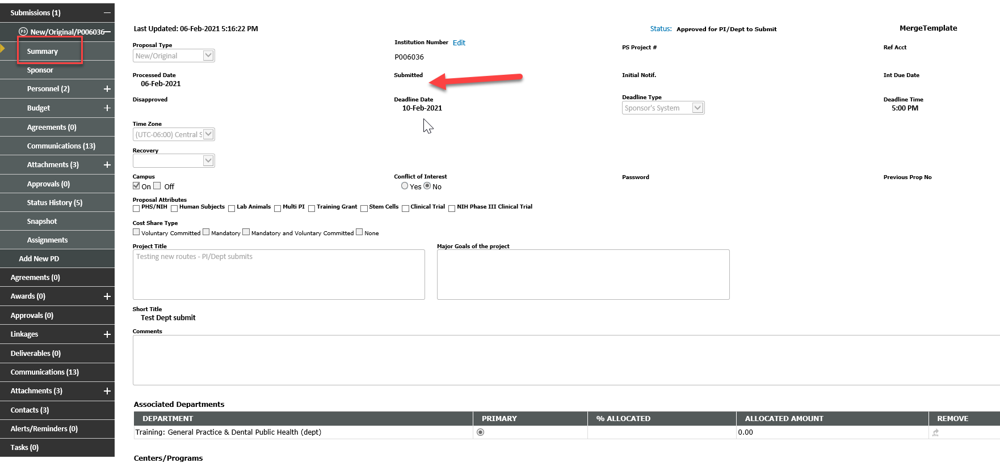 Submissions (1)
PD New/Original/P006036
Summary
Sponsor
Personnel (2)
Budget
Agreements (0)
Communications (13)
Attachments (3)
Approvals (0)
Status History (5)
Snapshot
Assignments
Add New PD
Agreements (0)
Awards (0)
Approvals (0)
Linkages
Deliverables (0)
Communications (13)
Attachments (3)
Contacts (3)
Alerts/Reminders (0)
Tasks (0)
Last Updated: 06-Feb-2021 5:16:22 PM
Status: Approved for PI/Dept to Submit
MergeTemplate
Proposal Type
New/Original
Institution Number Edit
P006036
PS Project #
Ref Acct
Processed Date
06-Feb-2021
Submitted
Initial Notif.
Int Due Date
Disapproved
Deadline Date
10-Feb-2021
Deadline Type
Sponsor's System
Deadline Time
5:00 PM
Time Zone
(UTC-06:00) Central S
Recovery
Campus
On Off
Conflict of Interest
Yes No
Password
Previous Prop No
Proposal Attributes
PHS/NIH Human Subjects Lab Animals Multi PI Training Grant Stem Cells Clinical Trial NIH Phase III Clinical Trial
Cost Share Type
Voluntary Committed Mandatory Mandatory and Voluntary Committed None
Project Title
Testing new routes - PI/Dept submits
Major Goals of the project
Short Title
Test Dept submit
Comments
Associated Departments
DEPARTMENT PRIMARY % ALLOCATED ALLOCATED AMOUNT REMOVE
Training: General Practice & Dental Public Health (dept) 0.00
Centers/Programs